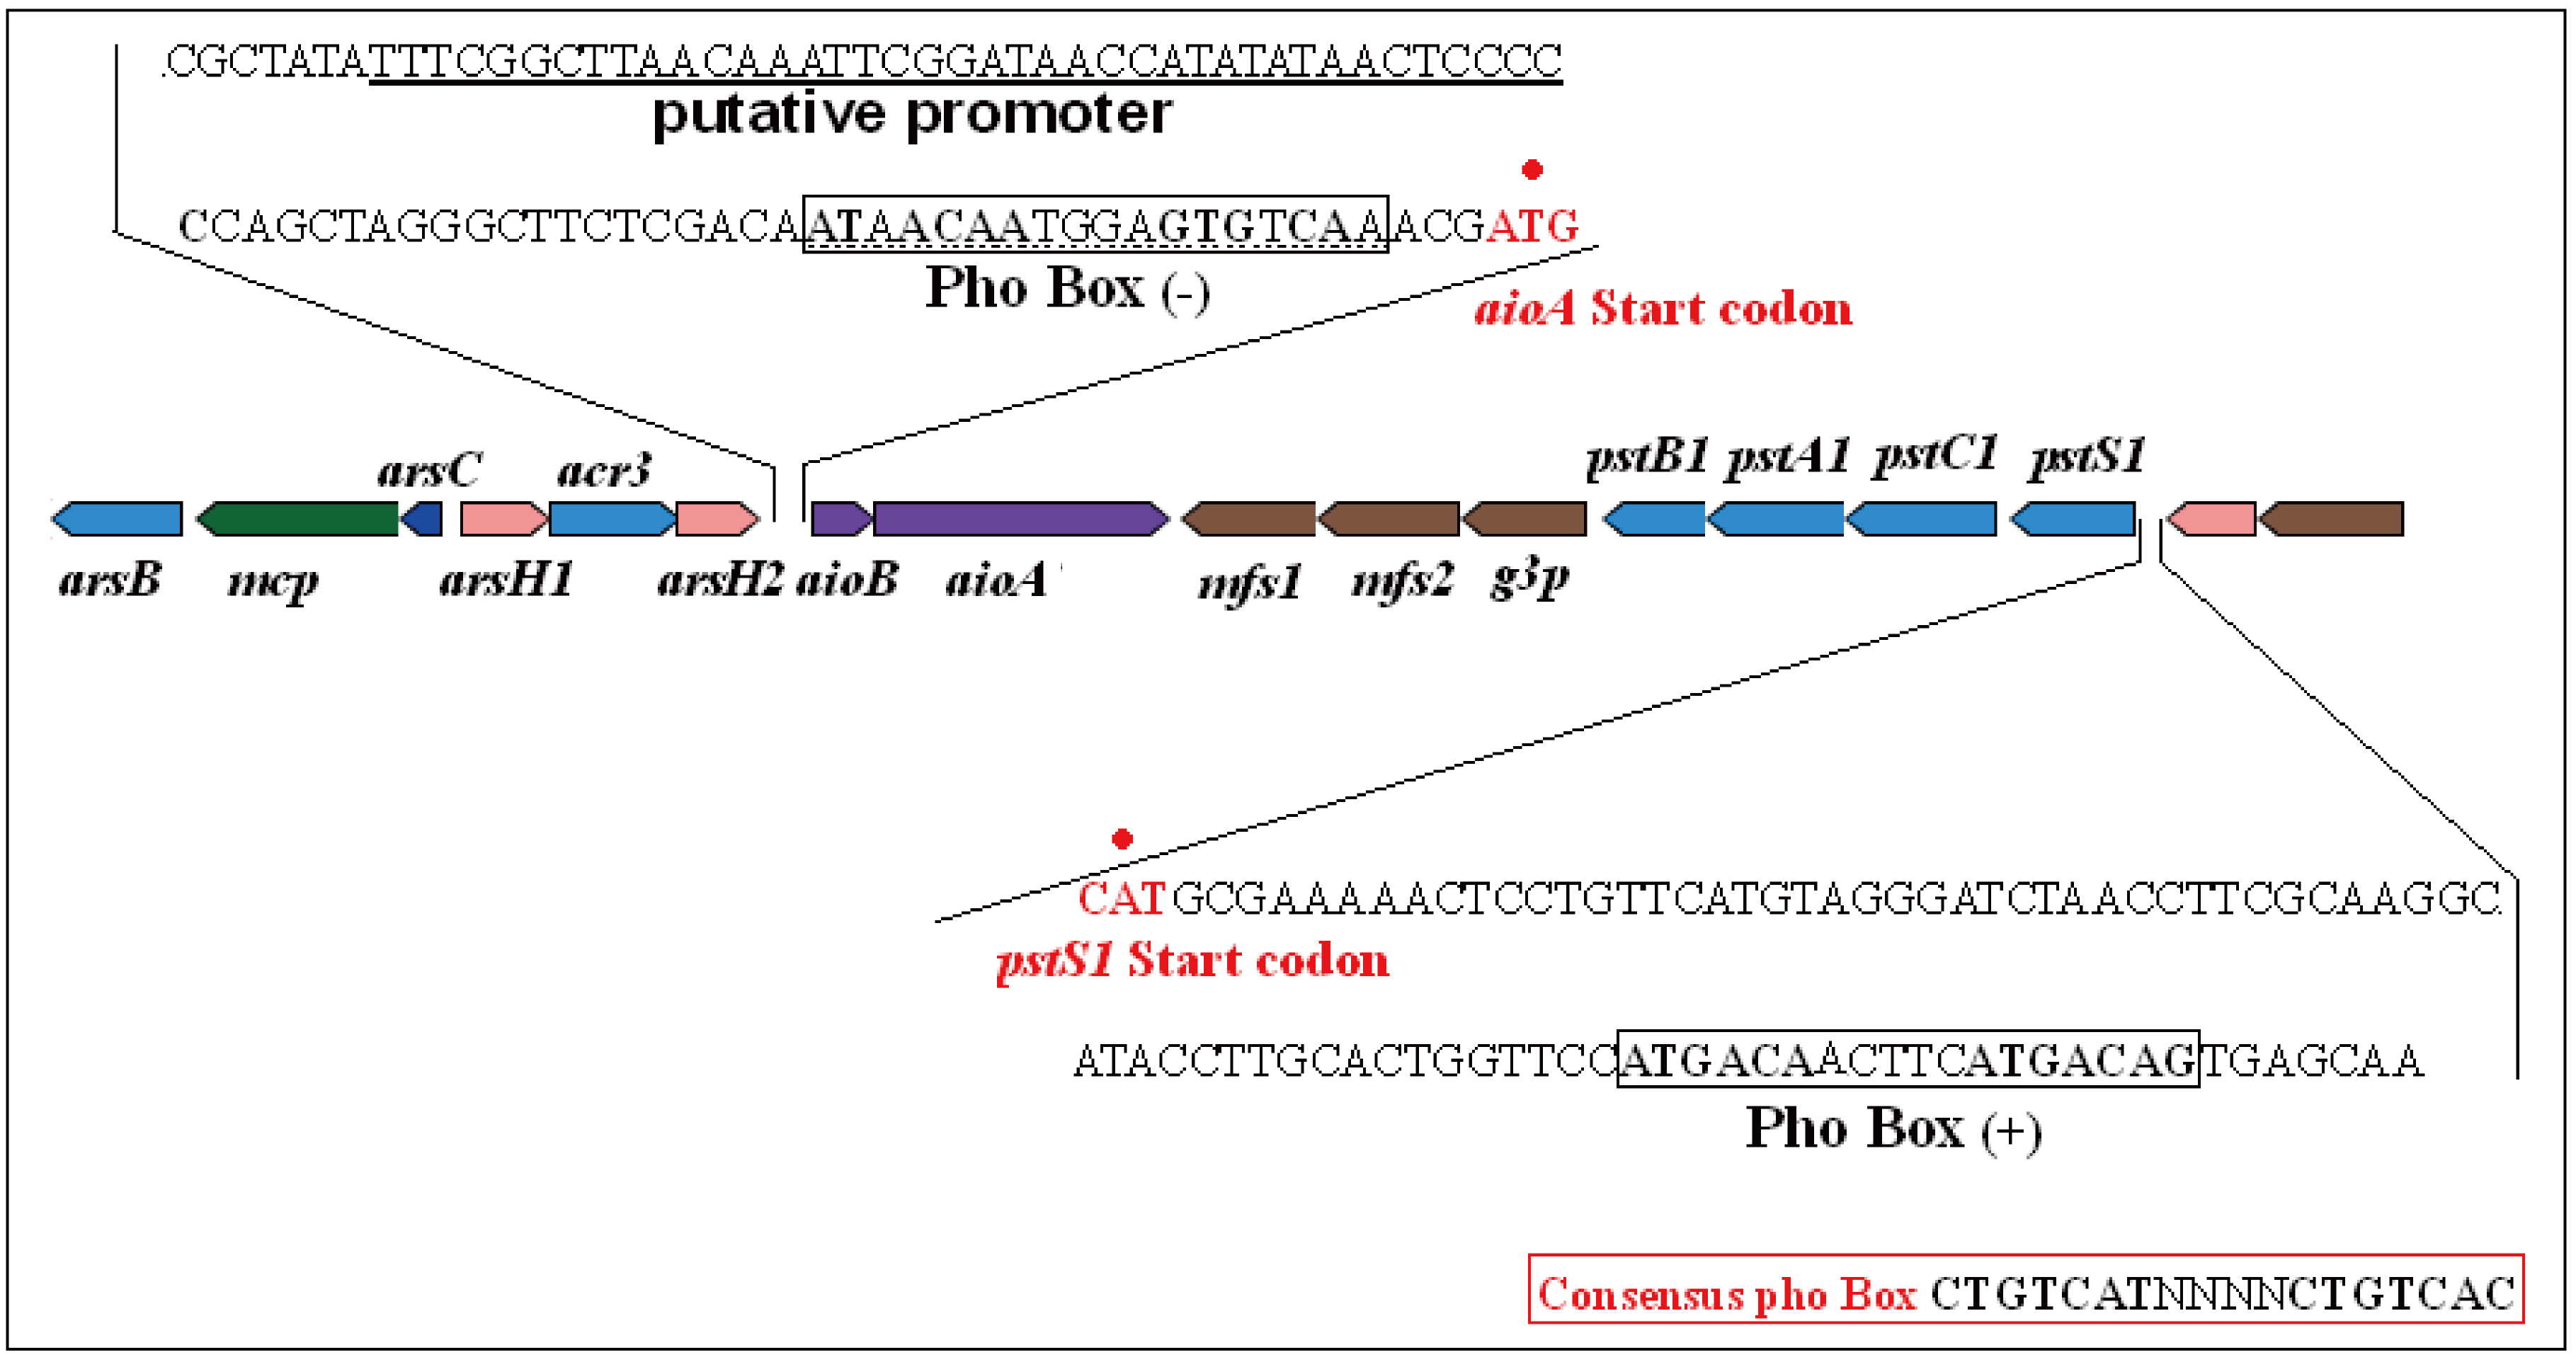 .CGCTATATTTCGGCTTAACAAATTCGGATAACCATATATAACTCCCC
putative promoter
CCAGCTAGGGCTTCTCGACAATAACAATGGAGTGTCAAACGATG
Pho Box (-)
aioA Start codon
pstB1 pstA1 pstC1 pstS1
arsC acr3
arsB mcp arsH1 arsH2 aioB aioA mfs1 mfs2 g3p
CATGCGAAAAACTCCTGTTCATGTAGGGATCTAACCTTCGCAAGGC
pstS1 Start codon
ATACCTTGCACTGGTTCCATGACAACTTCATGACAGTGAGCAA
Pho Box (+)
Consensus pho Box CTGTCATNNNNCTGTCAC